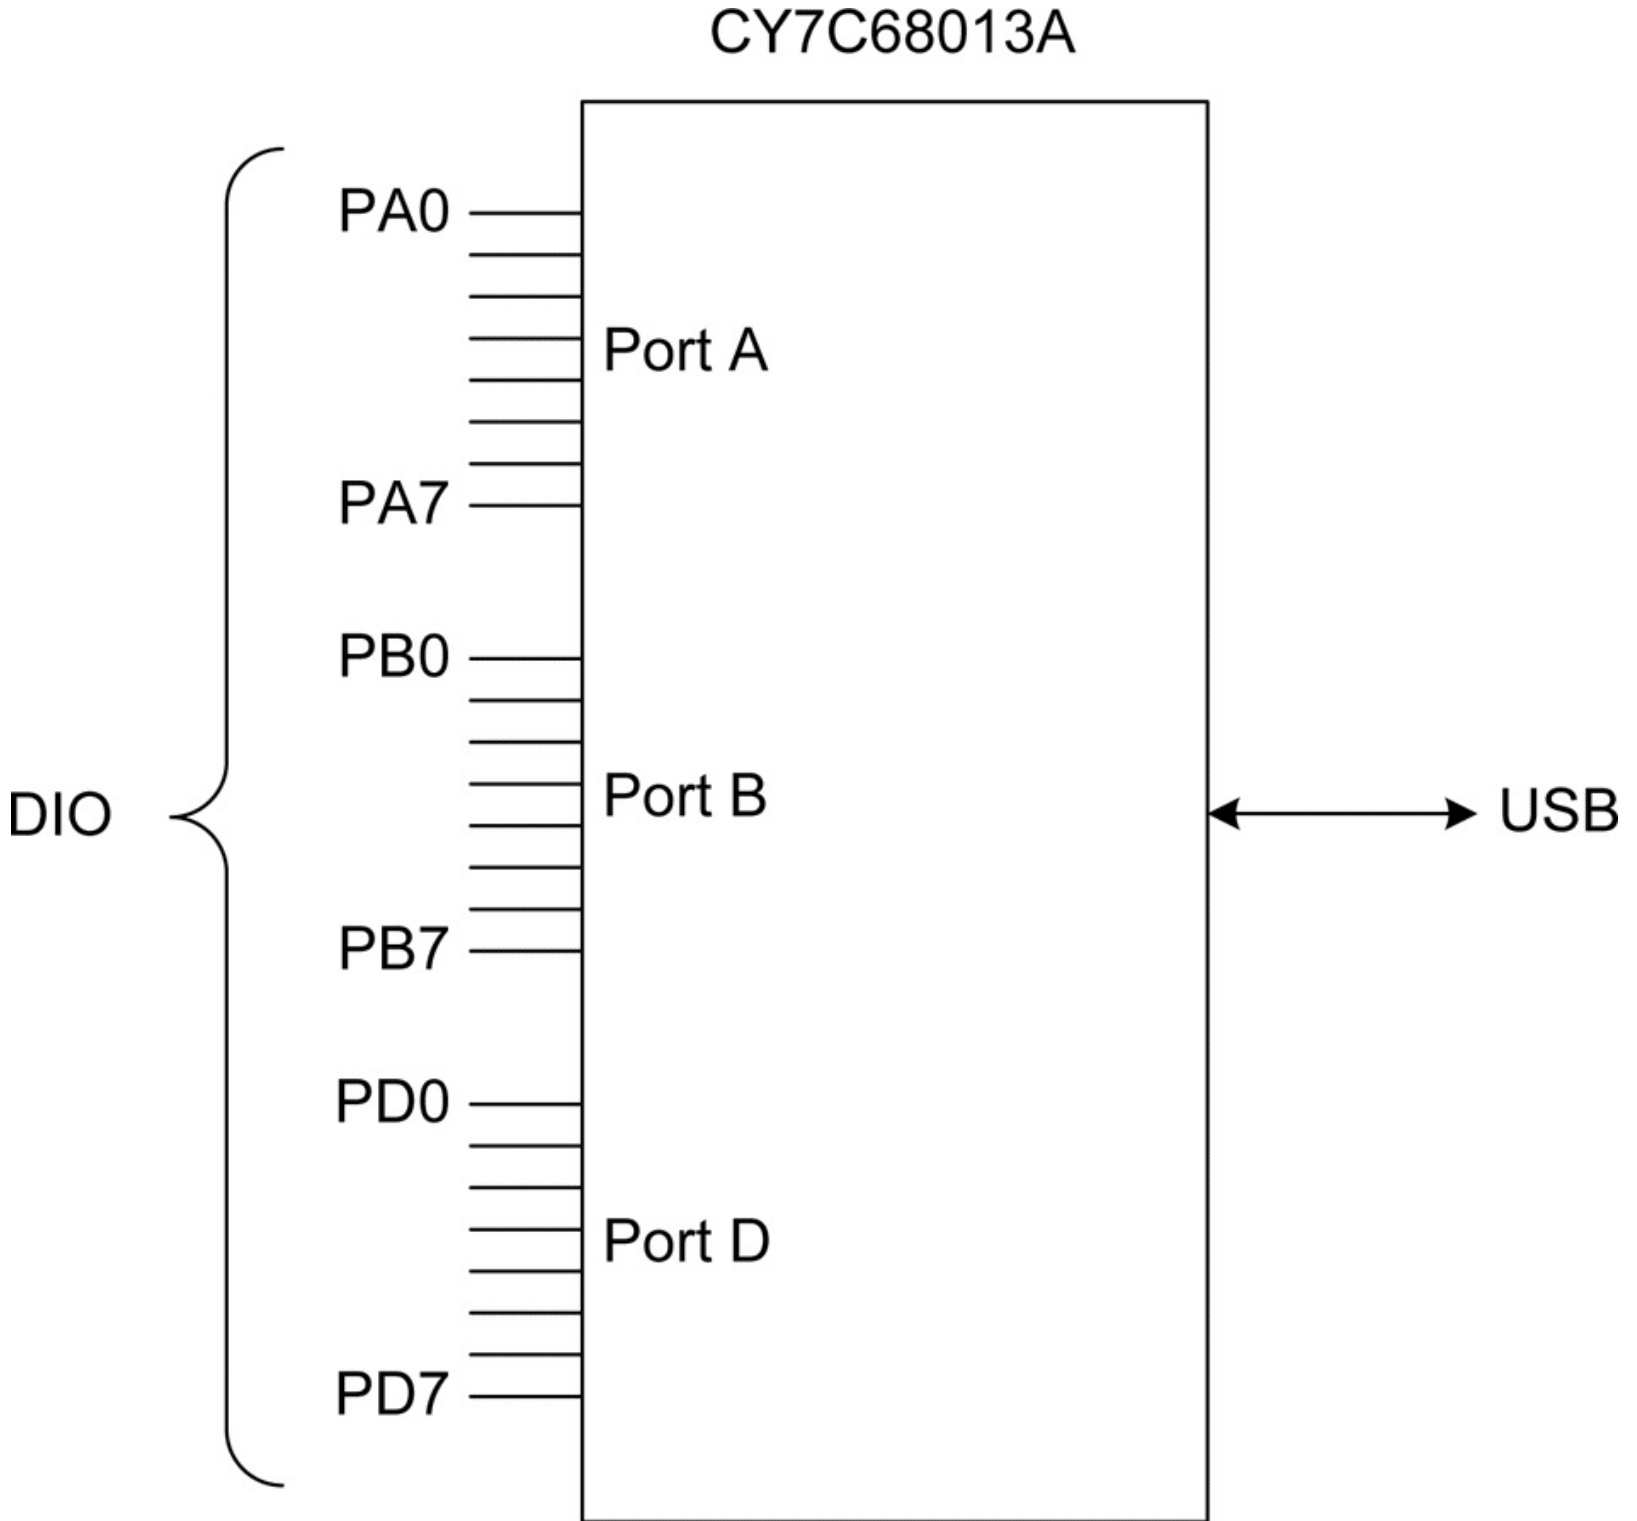 CY7C68013A
PA0
Port A
PA7
PB0
Port B
DIO
USB
PB7
PD0
Port D
PD7